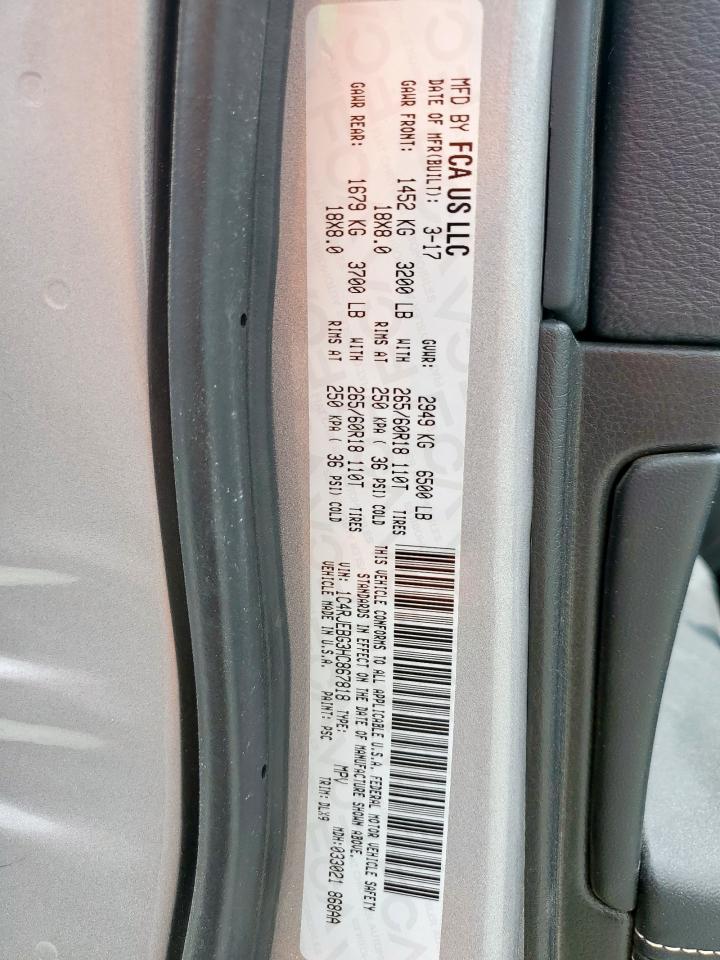 MFD BY FCA US LLC
DATE OF MFR(BUILT): 3-17 GVWR: 2949 KG 6500 LB
GAWR FRONT: 1452 KG 3200 LB WITH 265/60R18 110T TIRES
18X8.0 RIMS AT 250 KPA ( 36 PSI) COLD
GAWR REAR: 1679 KG 3700 LB WITH 265/60R18 110T TIRES
18X8.0 RIMS AT 250 KPA ( 36 PSI) COLD
THIS VEHICLE CONFORMS TO ALL APPLICABLE U.S.A. FEDERAL MOTOR VEHICLE SAFETY
STANDARDS IN EFFECT ON THE DATE OF MANUFACTURE SHOWN ABOVE.
VIN: 1C4RJEBG3HC867818 TYPE: MPV MDH:033021 868AA
VEHICLE MADE IN U.S.A. PAINT: PSC TRIM: DLX9